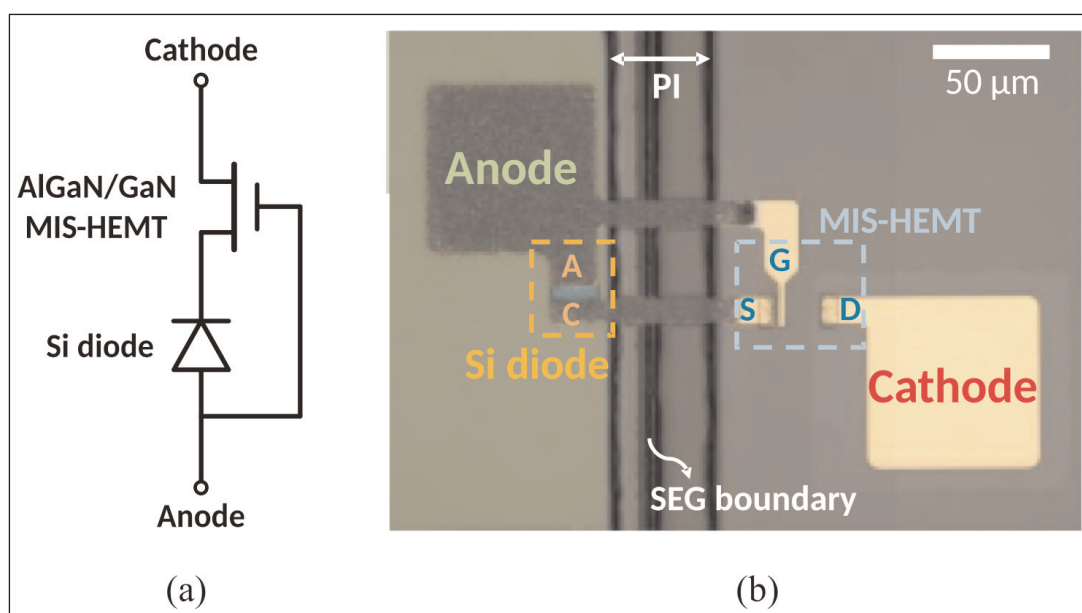 Cathode
AlGaN/GaN
MIS-HEMT
Si diode
Anode
(a)
PI
50 µm
Anode
MIS-HEMT
A
G
C
S
D
Si diode
Cathode
SEG boundary
(b)